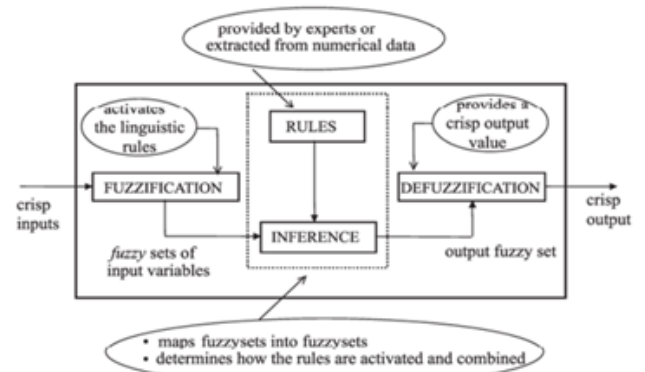 provided by experts or
extracted from numerical data
activates
the linguistic
rules
provides a
crisp output
value
RULES
FUZZIFICATION
DEFUZZIFICATION
crisp
inputs
crisp
output
INFERENCE
fuzzy sets of
input variables
output fuzzy set
• maps fuzzysets into fuzzysets
• determines how the rules are activated and combined